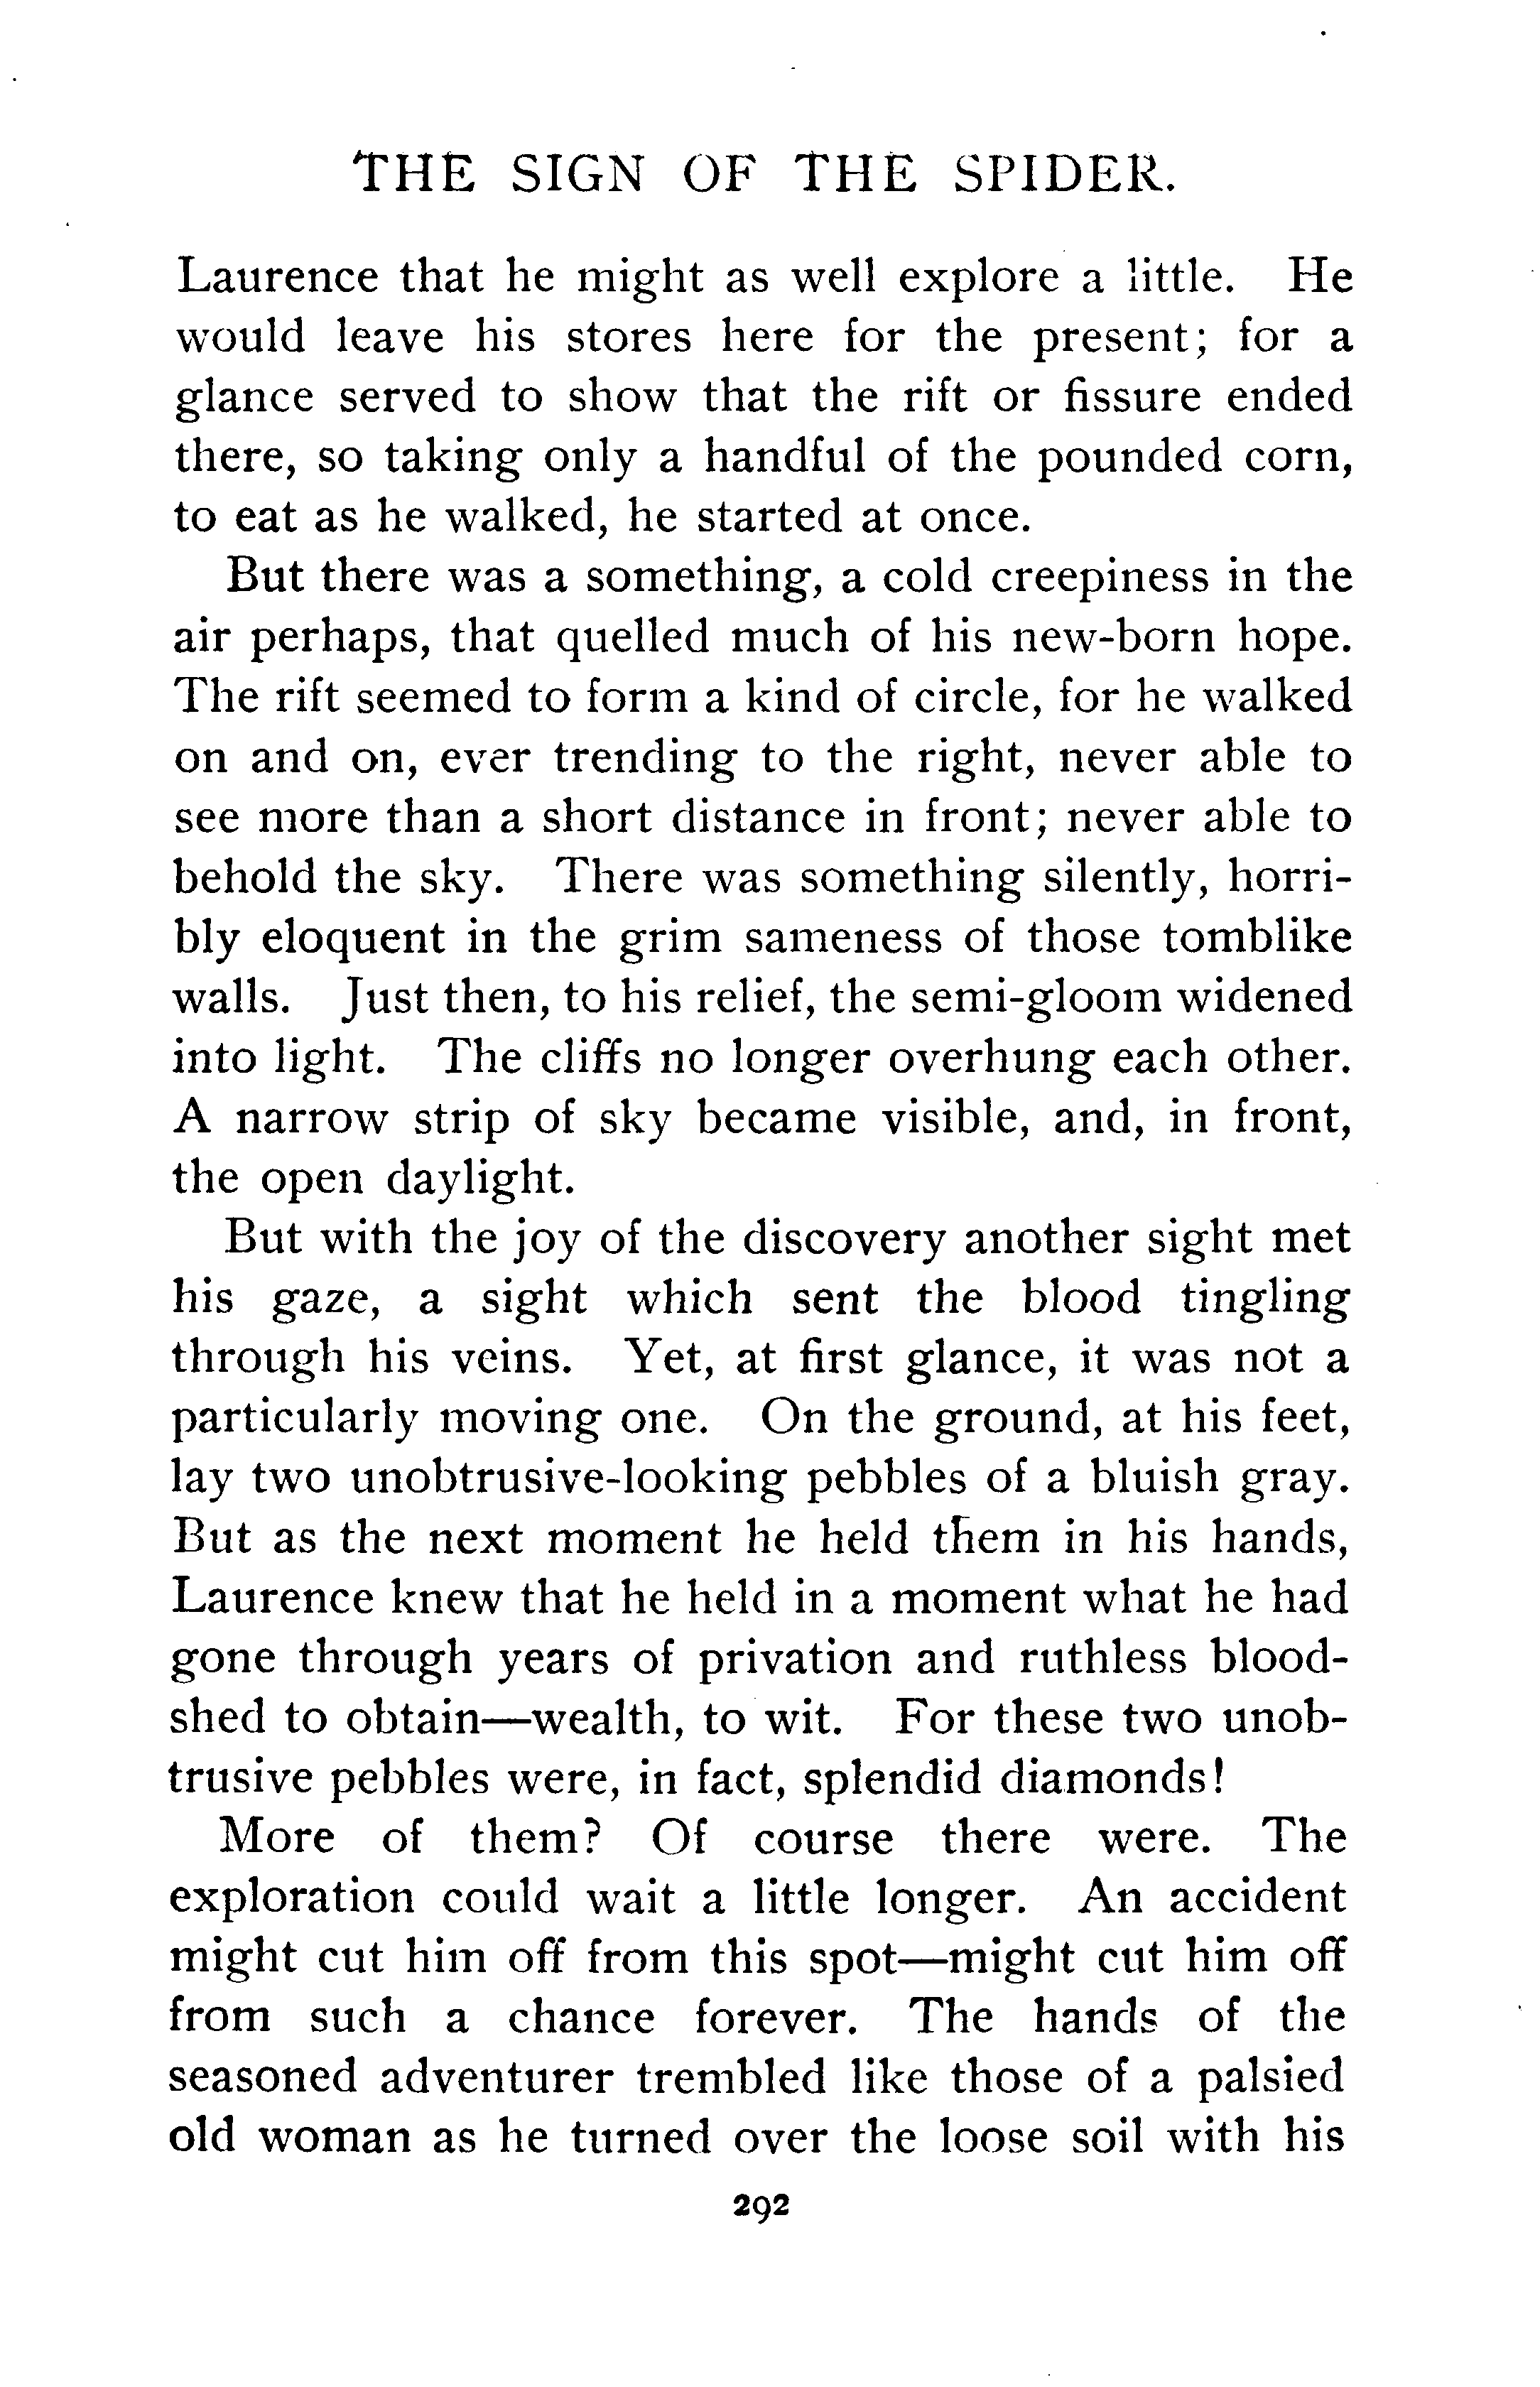 THE SIGN OF THE SPIDER.
Laurence that he might as well explore a little. He
would leave his stores here for the present; for a
glance served to show that the rift or fissure ended
there, so taking only a handful of the pounded corn,
to eat as he walked, he started at once.
But there was a something, a cold creepiness in the
air perhaps, that quelled much of his new-born hope.
The rift seemed to form a kind of circle, for he walked
on and on, ever trending to the right, never able to
see more than a short distance in front; never able to
behold the sky. There was something silently, horri-
bly eloquent in the grim sameness of those tomblike
walls. Just then, to his relief, the semi-gloom widened
into light. The cliffs no longer overhung each other.
A narrow strip of sky became visible, and, in front,
the open daylight.
But with the joy of the discovery another sight met
his gaze, a sight which sent the blood tingling
through his veins. Yet, at first glance, it was not a
particularly moving one. On the ground, at his feet,
lay two unobtrusive-looking pebbles of a bluish gray.
But as the next moment he held them in his hands,
Laurence knew that he held in a moment what he had
gone through years of privation and ruthless blood-
shed to obtain—wealth, to wit. For these two unob-
trusive pebbles were, in fact, splendid diamonds!
More of them? Of course there were. The
exploration could wait a little longer. An accident
might cut him off from this spot—might cut him off
from such a chance forever. The hands of the
seasoned adventurer trembled like those of a palsied
old woman as he turned over the loose soil with his
292